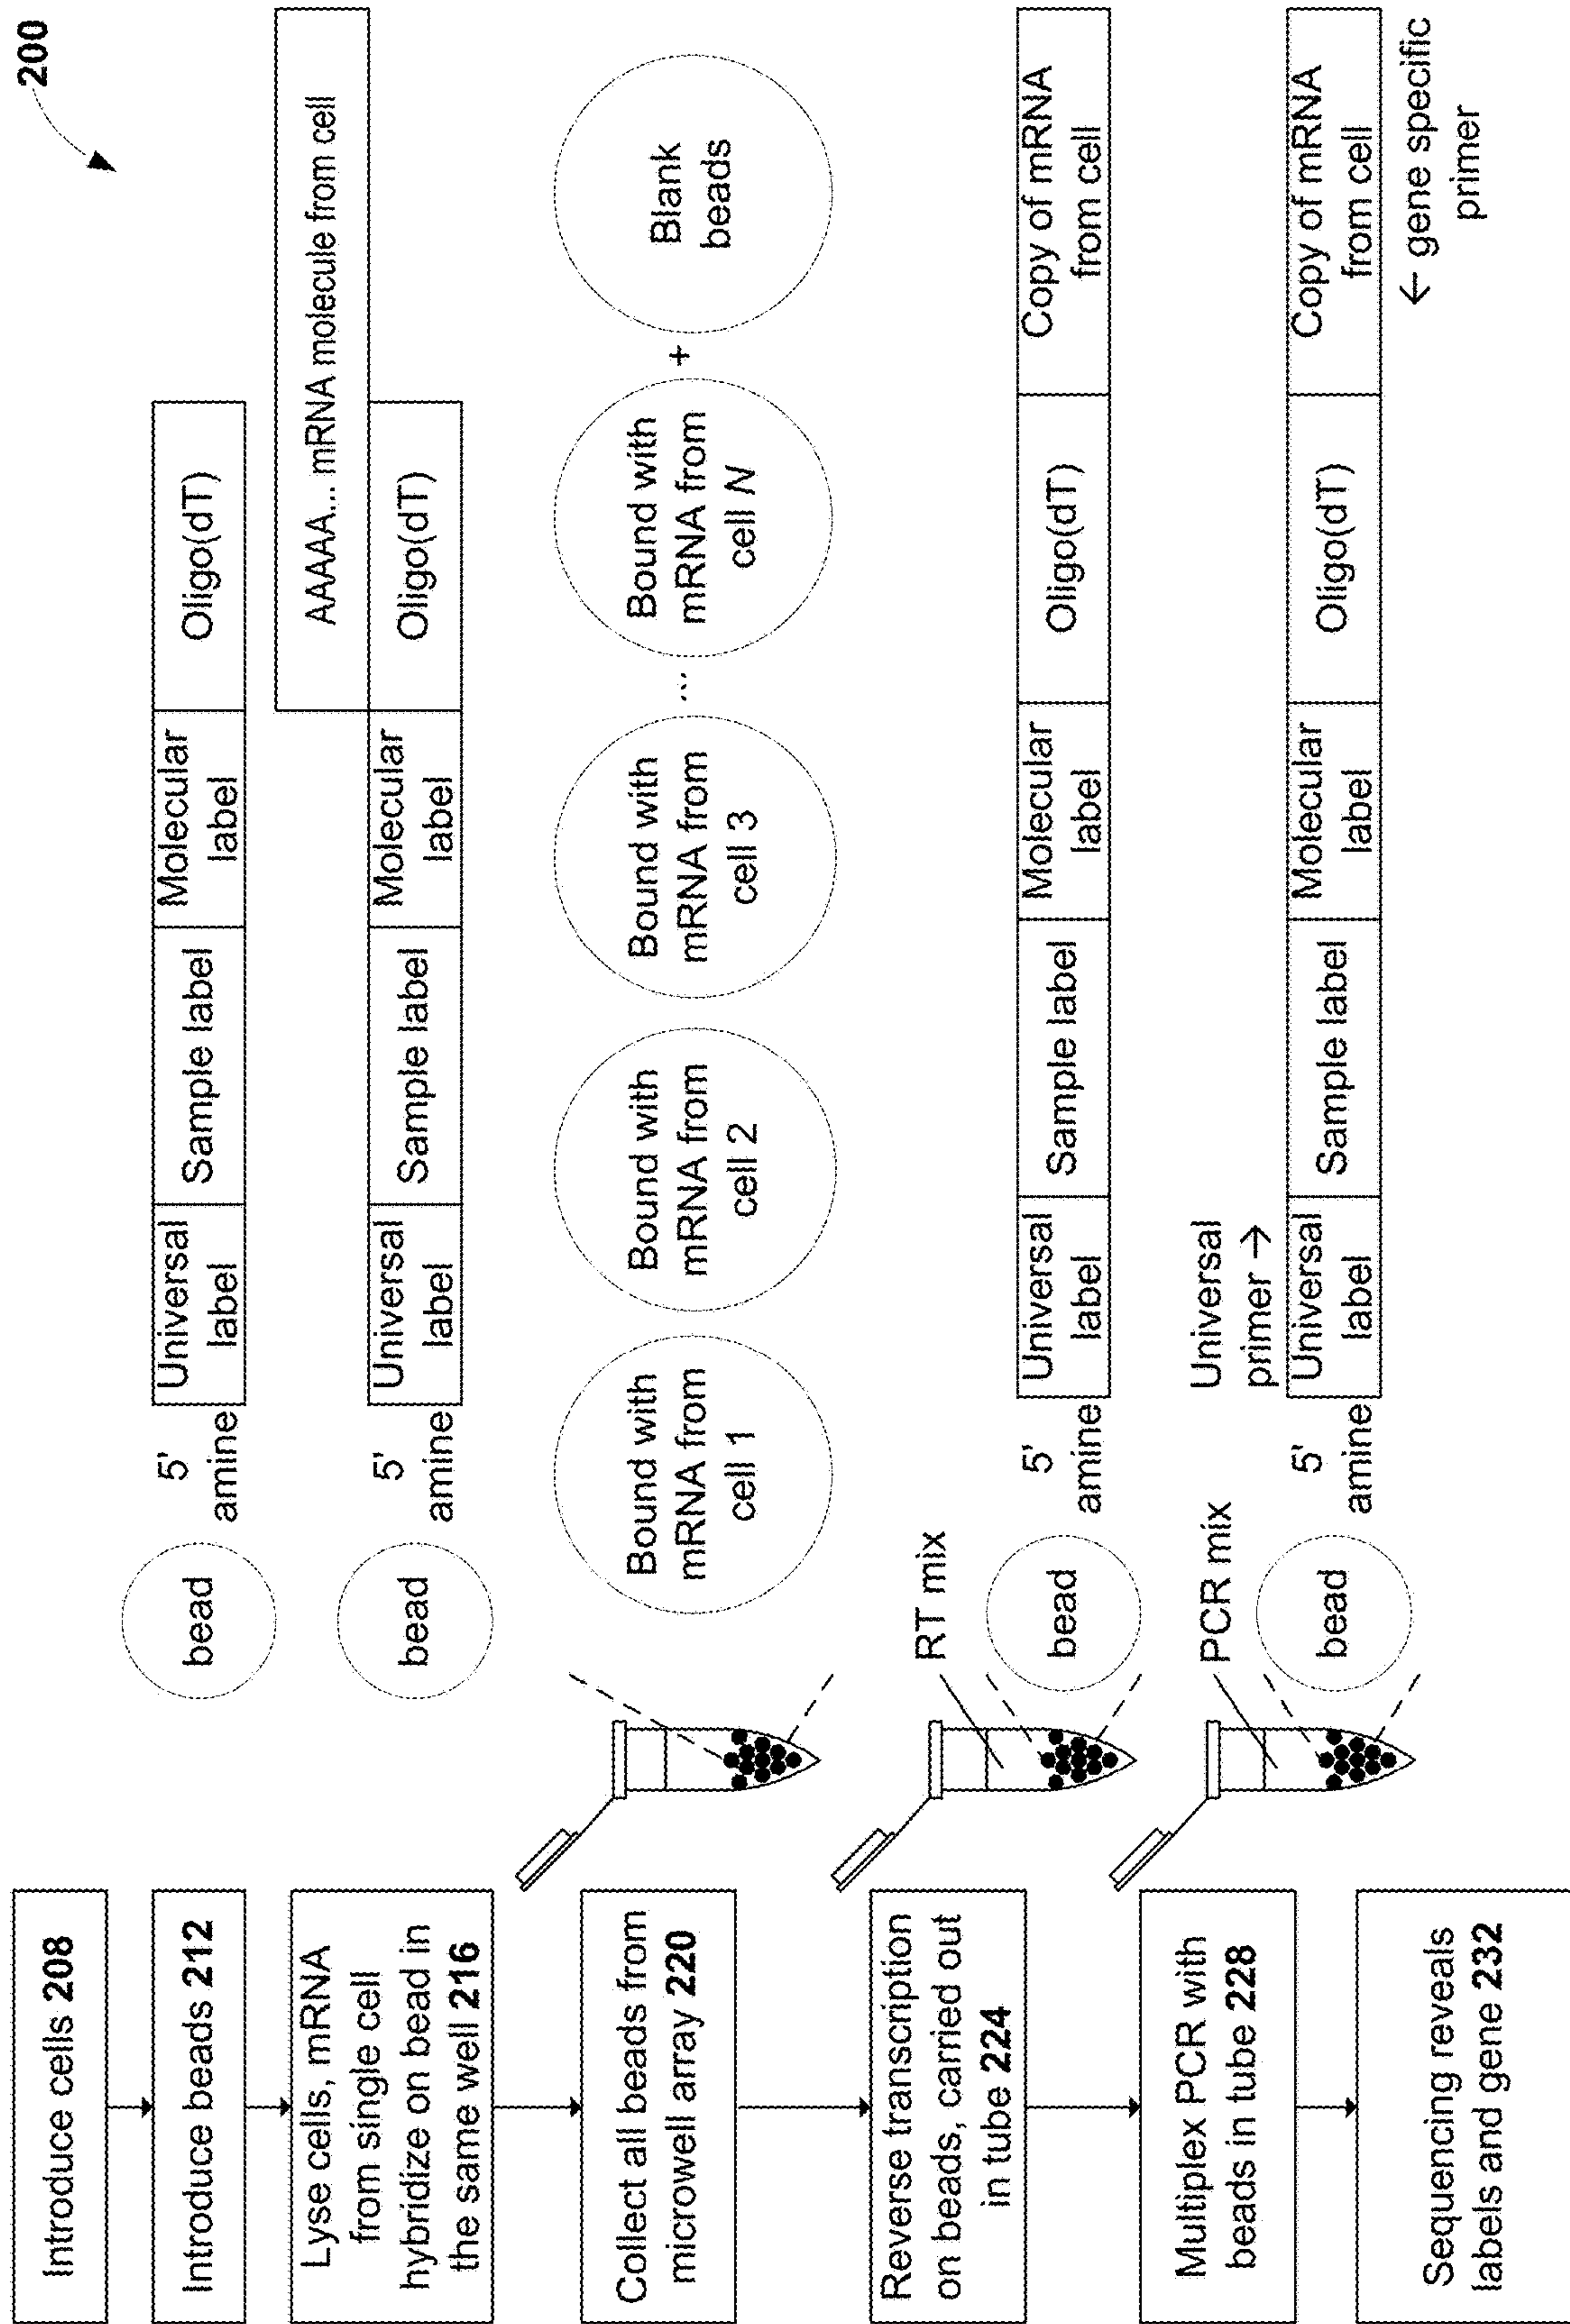 200
Introduce cells 208
Introduce beads 212
bead
5'
amine
Universal
label
Sample label
Molecular
label
Oligo(dT)
Lyse cells, mRNA
from single cell
hybridize on bead in
the same well 216
bead
5'
amine
Universal
label
Sample label
Molecular
label
Oligo(dT)
AAAAA... mRNA molecule from cell
Collect all beads from
microwell array 220
Bound with
mRNA from
cell 1
Bound with
mRNA from
cell 2
Bound with
mRNA from
cell 3
...
Bound with
mRNA from
cell N
+
Blank
beads
Reverse transcription
on beads, carried out
in tube 224
RT mix
bead
5'
amine
Universal
label
Sample label
Molecular
label
Oligo(dT)
Copy of mRNA
from cell
Multiplex PCR with
beads in tube 228
PCR mix
bead
5'
amine
Universal
primer →
Universal
label
Sample label
Molecular
label
Oligo(dT)
Copy of mRNA
from cell
← gene specific
primer
Sequencing reveals
labels and gene 232